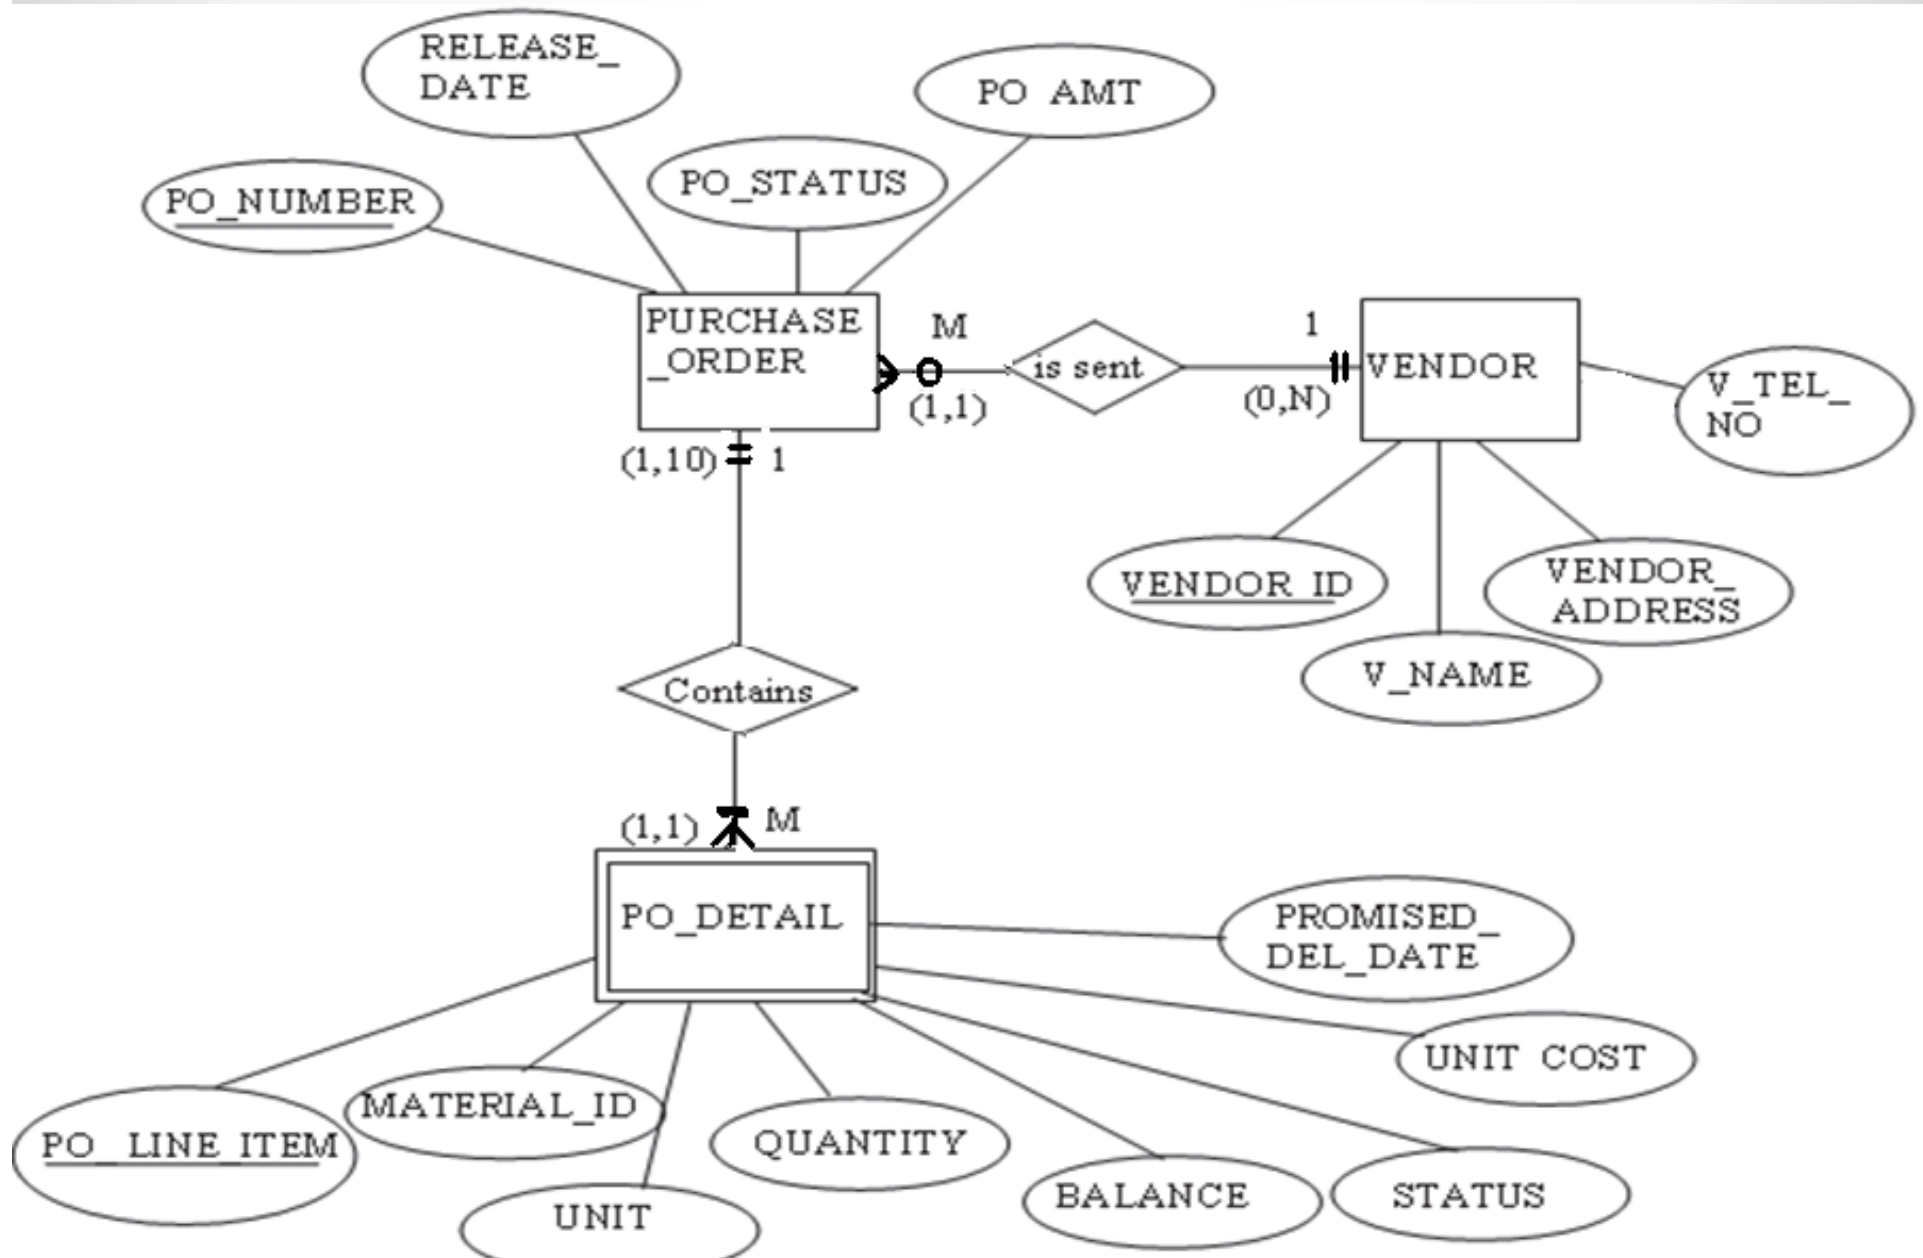 RELEASE_
DATE
PO AMT
PO_STATUS
PO_NUMBER
PURCHASE
_ORDER
M
(1,1)
is sent
1
(0,N)
VENDOR
V_TEL_
NO
(1,10)
1
VENDOR ID
VENDOR_
ADDRESS
V_NAME
Contains
(1,1)
M
PO_DETAIL
PROMISED_
DEL_DATE
UNIT COST
MATERIAL_ID
PO_LINE_ITEM
QUANTITY
UNIT
BALANCE
STATUS